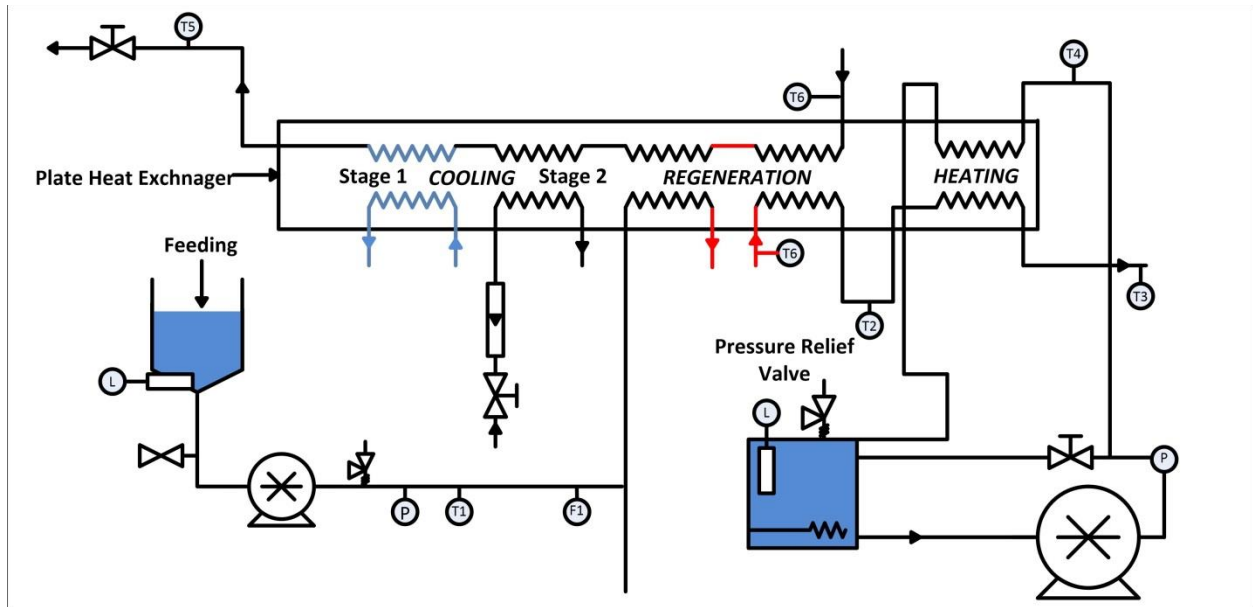 T5
T4
T6
Plate Heat Exchnager
Stage 1
COOLING
Stage 2
REGENERATION
HEATING
Feeding
T6
T3
T2
Pressure Relief
Valve
L
L
P
P
T1
F1